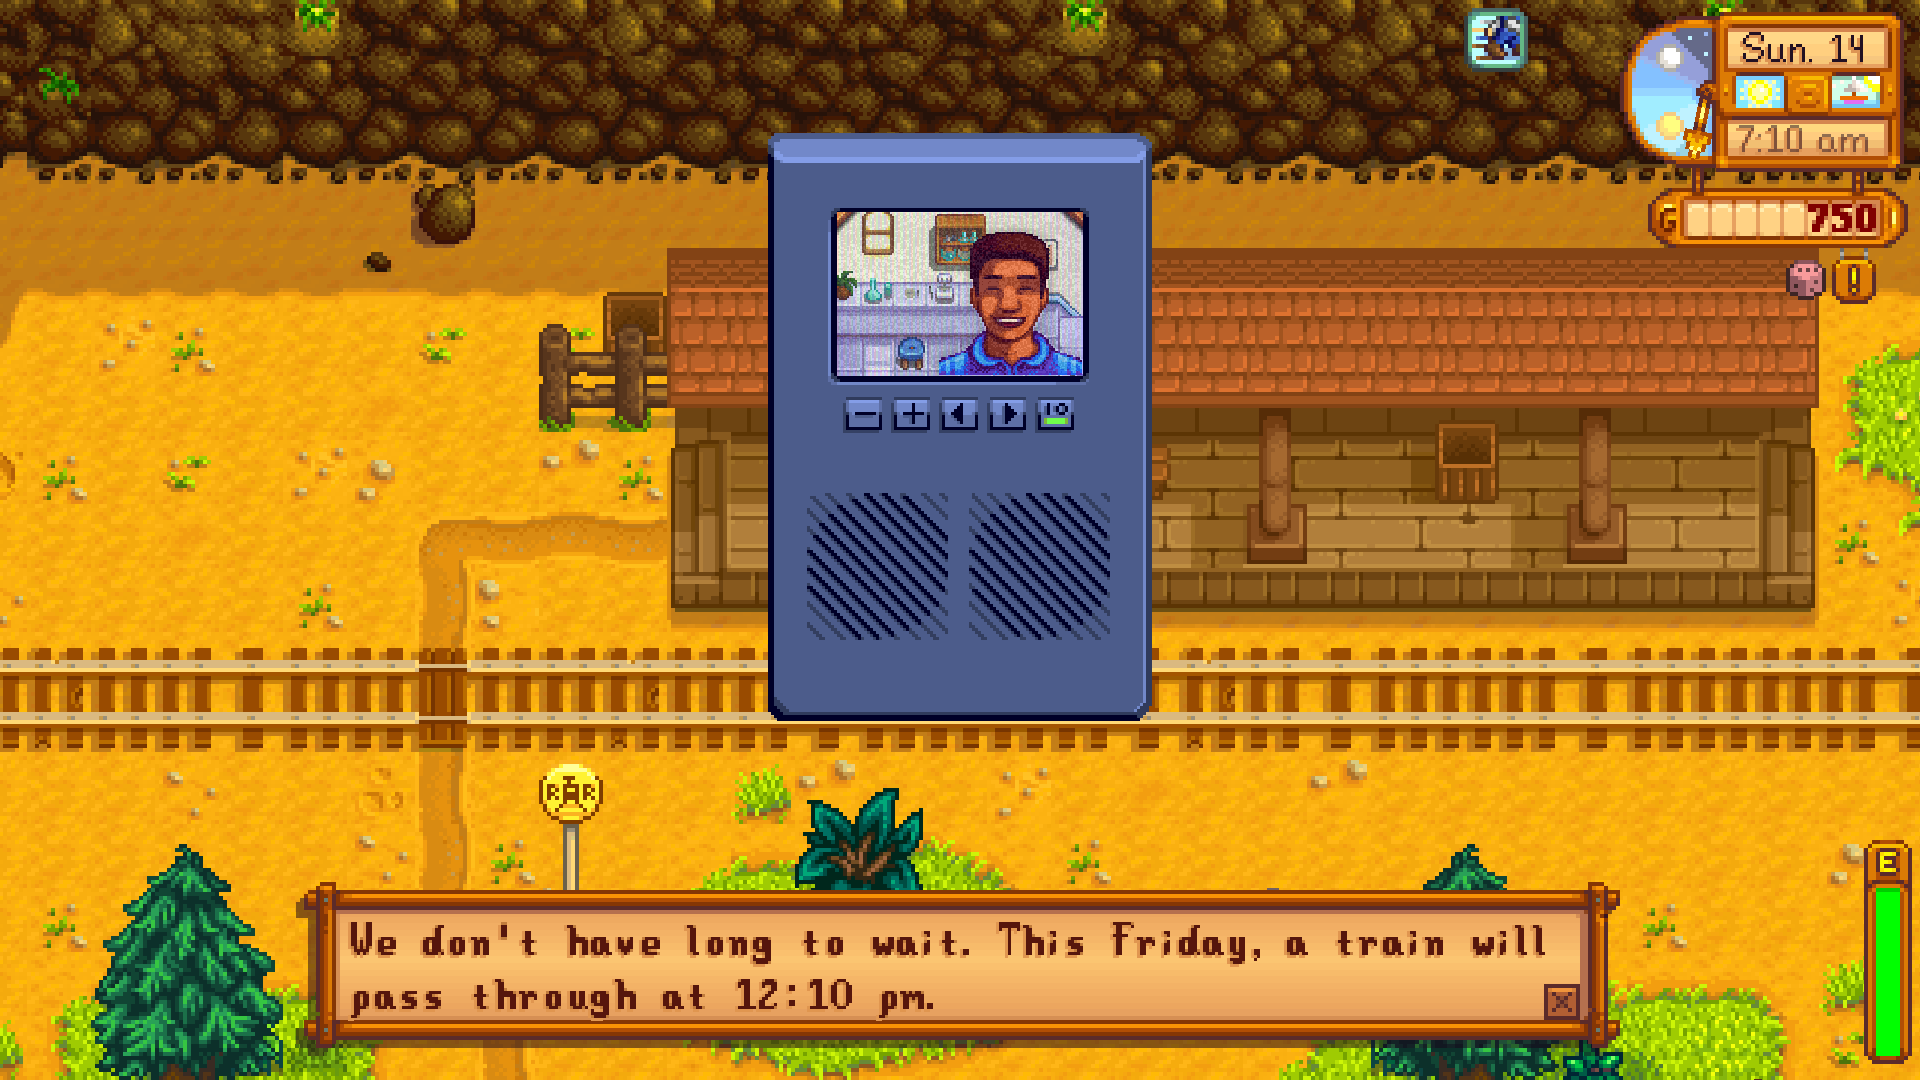 Sun. 14
7:10 am
G 750
!
IO
R T R
E
We don't have long to wait. This Friday, a train will
pass through at 12:10 pm.